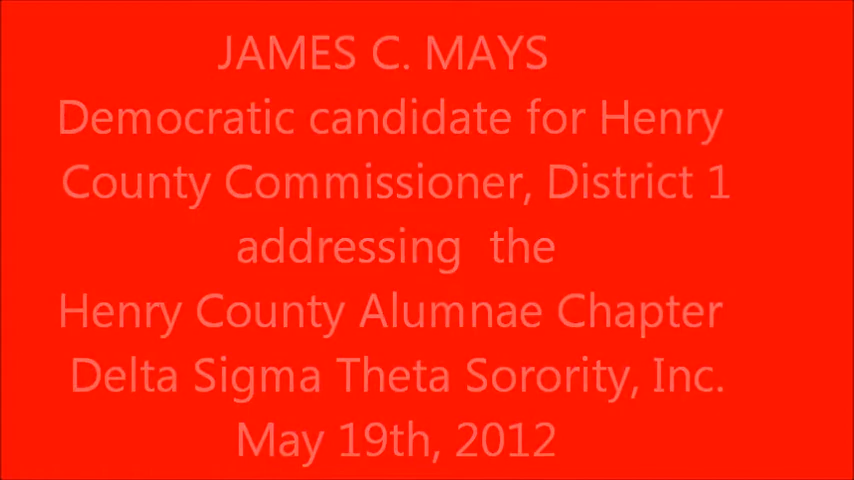 JAMES C. MAYS
Democratic candidate for Henry
County Commissioner, District 1
addressing the
Henry County Alumnae Chapter
Delta Sigma Theta Sorority, Inc.
May 19th, 2012